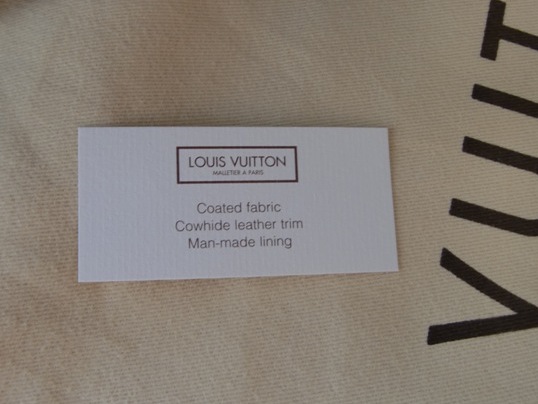 LOUIS VUITTON
MALLETIER A PARIS
Coated fabric
Cowhide leather trim
Man-made lining
VUIT